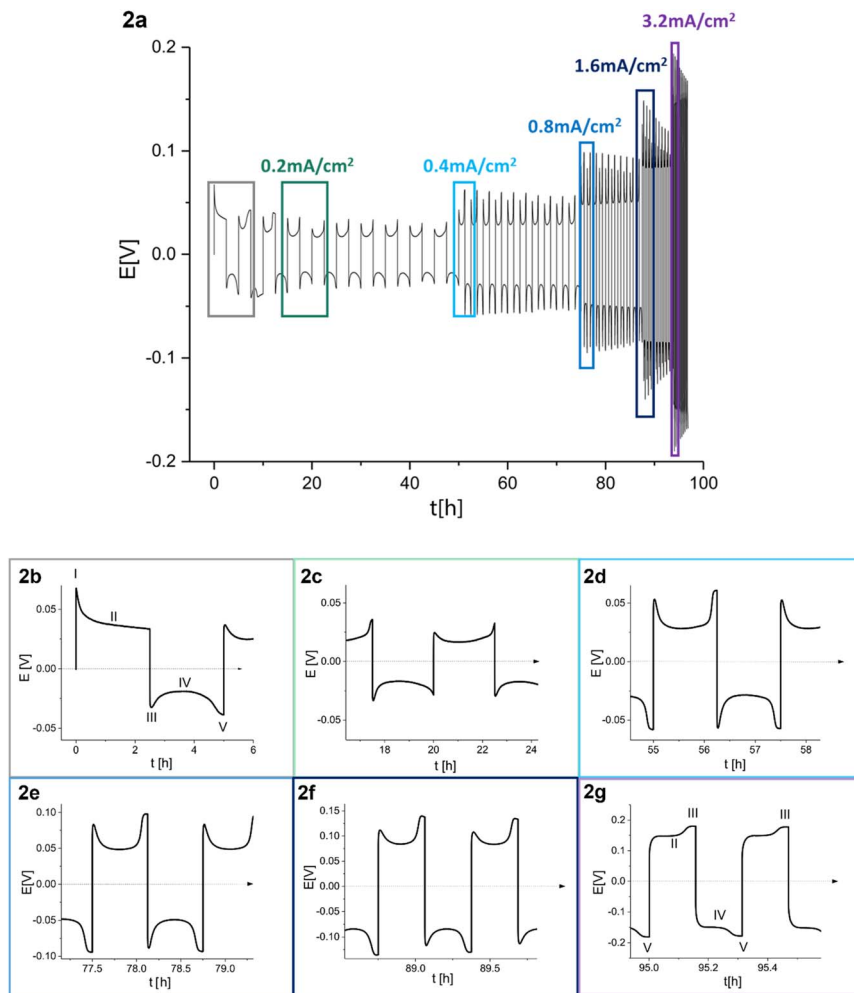 2a
3.2mA/cm²
1.6mA/cm²
0.8mA/cm²
0.4mA/cm²
0.2mA/cm²
E[V]
0.2
0.1
0.0
-0.1
-0.2
0 20 40 60 80 100
t[h]
2b
I
II
III
IV
V
E [V]
0.05
0.00
-0.05
0 2 4 6
t [h]
2c
E [V]
0.05
0.00
-0.05
18 20 22 24
t [h]
2d
E [V]
0.05
0.00
-0.05
55 56 57 58
t [h]
2e
E[V]
0.10
0.05
0.00
-0.05
-0.10
77.5 78.0 78.5 79.0
t [h]
2f
E[V]
0.15
0.10
0.05
0.00
-0.05
-0.10
89.0 89.5
t [h]
2g
III III
II
IV
V V
E[V]
0.2
0.1
0.0
-0.1
-0.2
95.0 95.2 95.4
t[h]